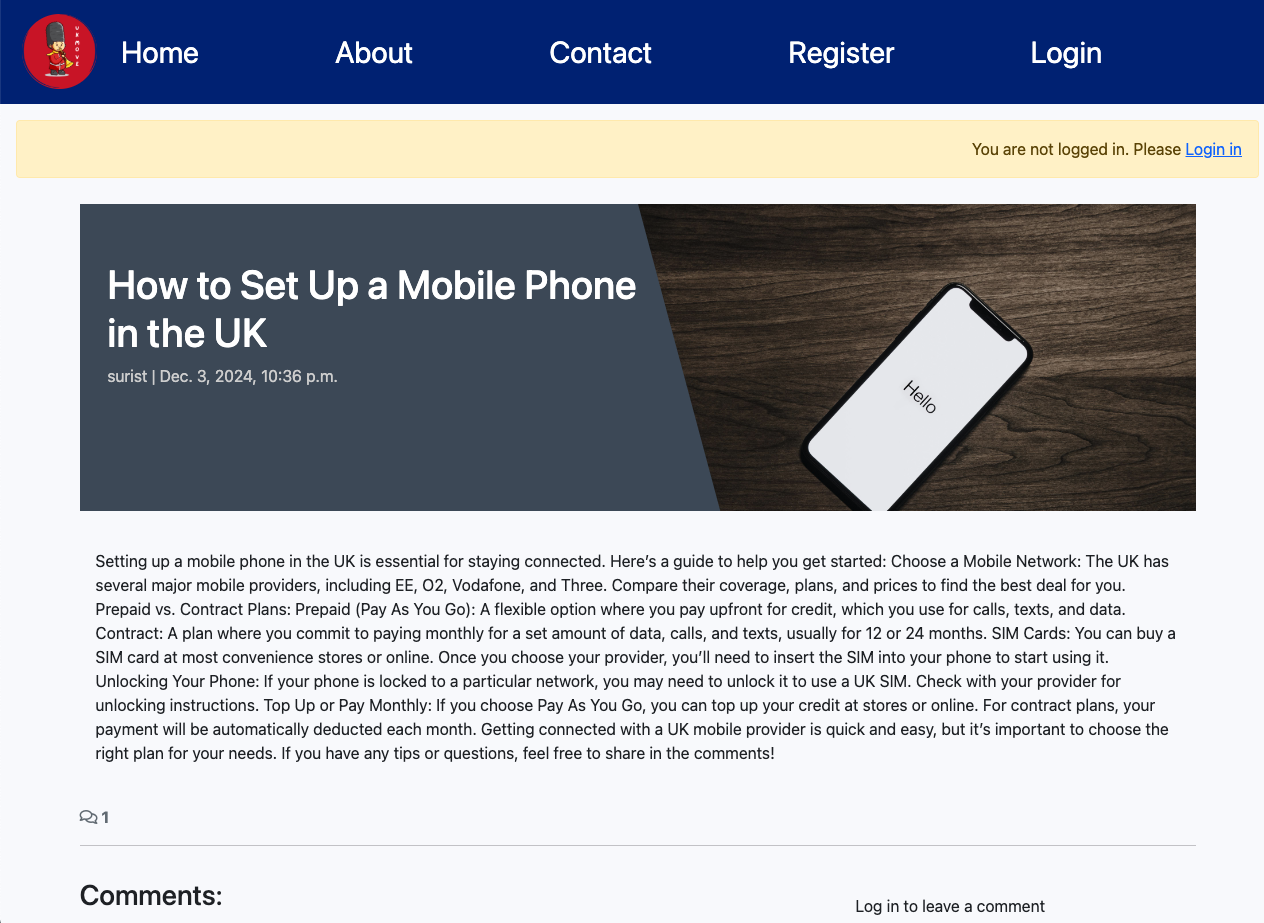 UKMOVE
Home
About
Contact
Register
Login
You are not logged in. Please Login in
How to Set Up a Mobile Phone
in the UK
surist | Dec. 3, 2024, 10:36 p.m.
Hello
Setting up a mobile phone in the UK is essential for staying connected. Here’s a guide to help you get started: Choose a Mobile Network: The UK has
several major mobile providers, including EE, O2, Vodafone, and Three. Compare their coverage, plans, and prices to find the best deal for you.
Prepaid vs. Contract Plans: Prepaid (Pay As You Go): A flexible option where you pay upfront for credit, which you use for calls, texts, and data.
Contract: A plan where you commit to paying monthly for a set amount of data, calls, and texts, usually for 12 or 24 months. SIM Cards: You can buy a
SIM card at most convenience stores or online. Once you choose your provider, you’ll need to insert the SIM into your phone to start using it.
Unlocking Your Phone: If your phone is locked to a particular network, you may need to unlock it to use a UK SIM. Check with your provider for
unlocking instructions. Top Up or Pay Monthly: If you choose Pay As You Go, you can top up your credit at stores or online. For contract plans, your
payment will be automatically deducted each month. Getting connected with a UK mobile provider is quick and easy, but it’s important to choose the
right plan for your needs. If you have any tips or questions, feel free to share in the comments!
1
Comments:
Log in to leave a comment